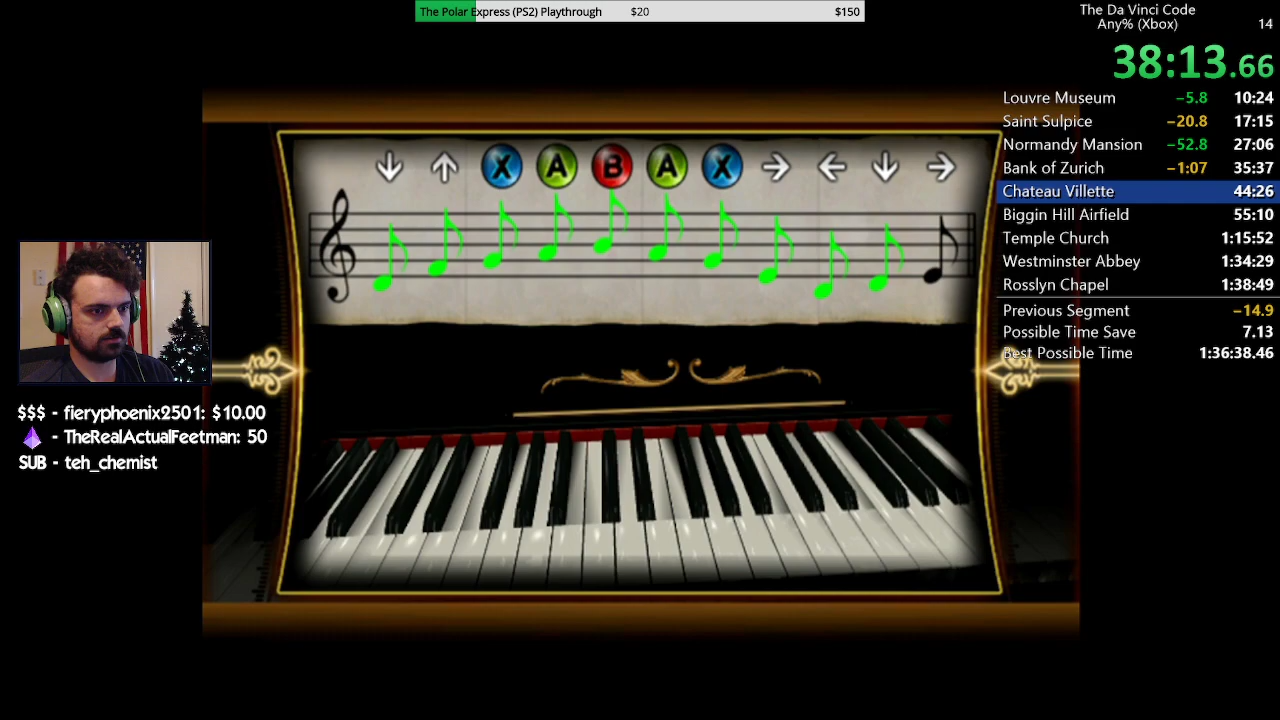 The Polar Express (PS2) Playthrough $20 $150
The Da Vinci Code
Any% (Xbox) 14
38:13.66
Louvre Museum −5.8 10:24
Saint Sulpice −20.8 17:15
Normandy Mansion −52.8 27:06
Bank of Zurich −1:07 35:37
Chateau Villette 44:26
Biggin Hill Airfield 55:10
Temple Church 1:15:52
Westminster Abbey 1:34:29
Rosslyn Chapel 1:38:49
Previous Segment −14.9
Possible Time Save 7.13
Best Possible Time 1:36:38.46
X A B A X
$$$ - fieryphoenix2501: $10.00
- TheRealActualFeetman: 50
SUB - teh_chemist